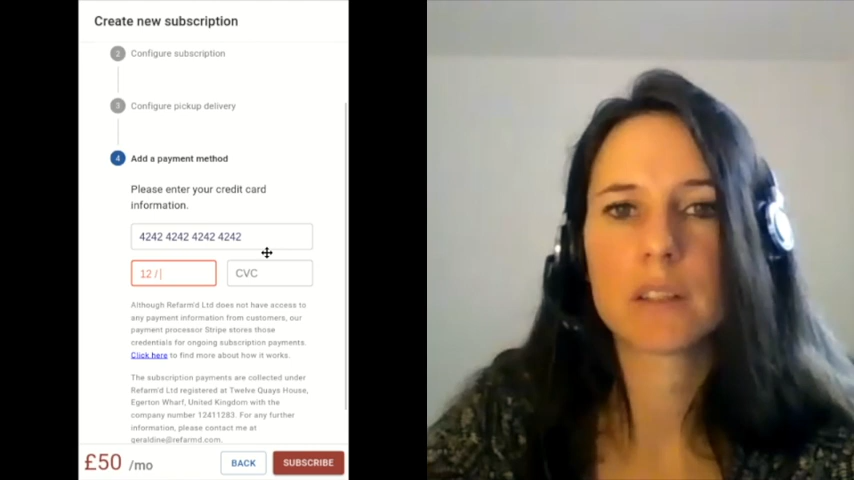 Create new subscription
2 Configure subscription
3 Configure pickup delivery
4 Add a payment method
Please enter your credit card
information.
4242 4242 4242 4242
12 /
CVC
Although Refarm'd Ltd does not have access to
any payment information from customers, our
payment processor Stripe stores those
credentials for ongoing subscription payments.
Click here to find more about how it works.
The subscription payments are collected under
Refarm'd Ltd registered at Twelve Quays House,
Egerton Wharf, United Kingdom with the
company number 12411283. For any further
information, please contact me at
geraldine@refarmd.com.
£50 /mo
BACK
SUBSCRIBE